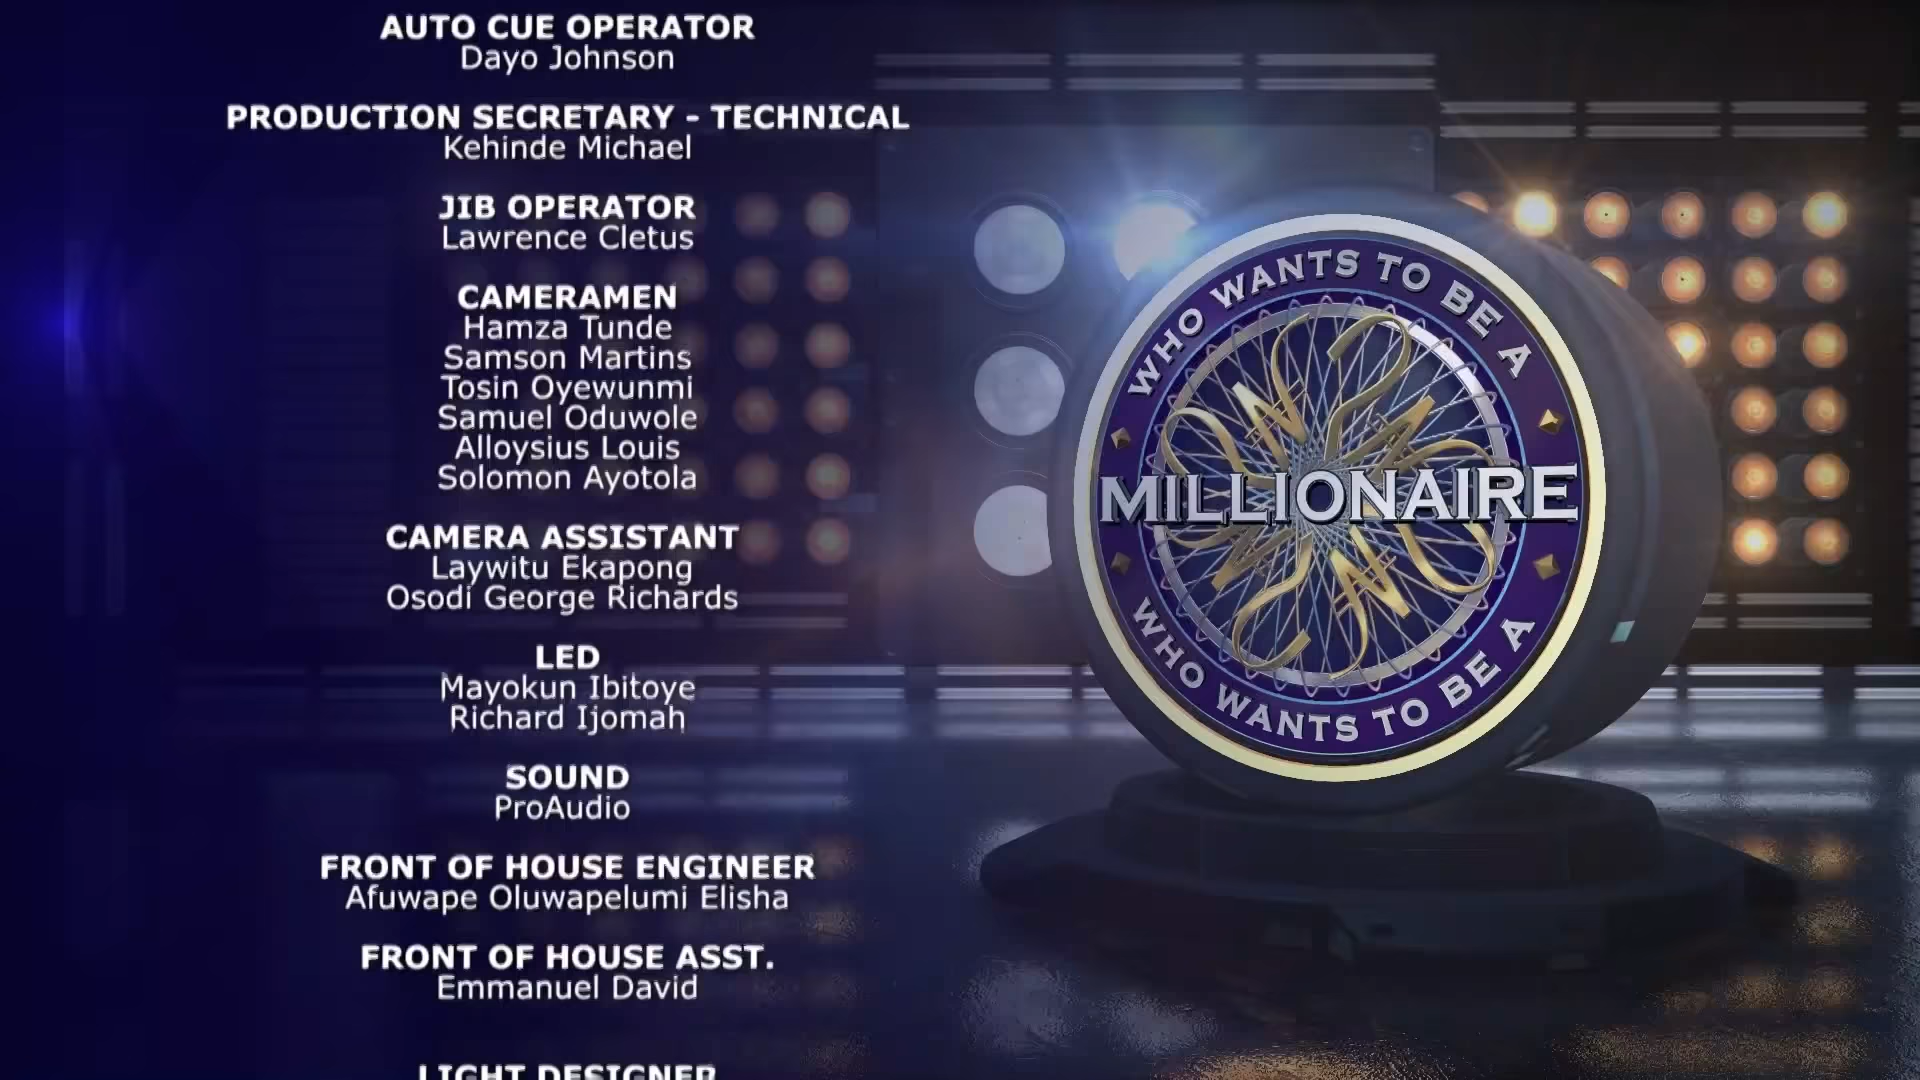 AUTO CUE OPERATOR
Dayo Johnson
PRODUCTION SECRETARY - TECHNICAL
Kehinde Michael
JIB OPERATOR
Lawrence Cletus
CAMERAMEN
Hamza Tunde
Samson Martins
Tosin Oyewunmi
Samuel Oduwole
Alloysius Louis
Solomon Ayotola
CAMERA ASSISTANT
Laywitu Ekapong
Osodi George Richards
LED
Mayokun Ibitoye
Richard Ijomah
SOUND
ProAudio
FRONT OF HOUSE ENGINEER
Afuwape Oluwapelumi Elisha
FRONT OF HOUSE ASST.
Emmanuel David
LIGHT DESIGNER
WHO WANTS TO BE A
MILLIONAIRE
WHO WANTS TO BE A